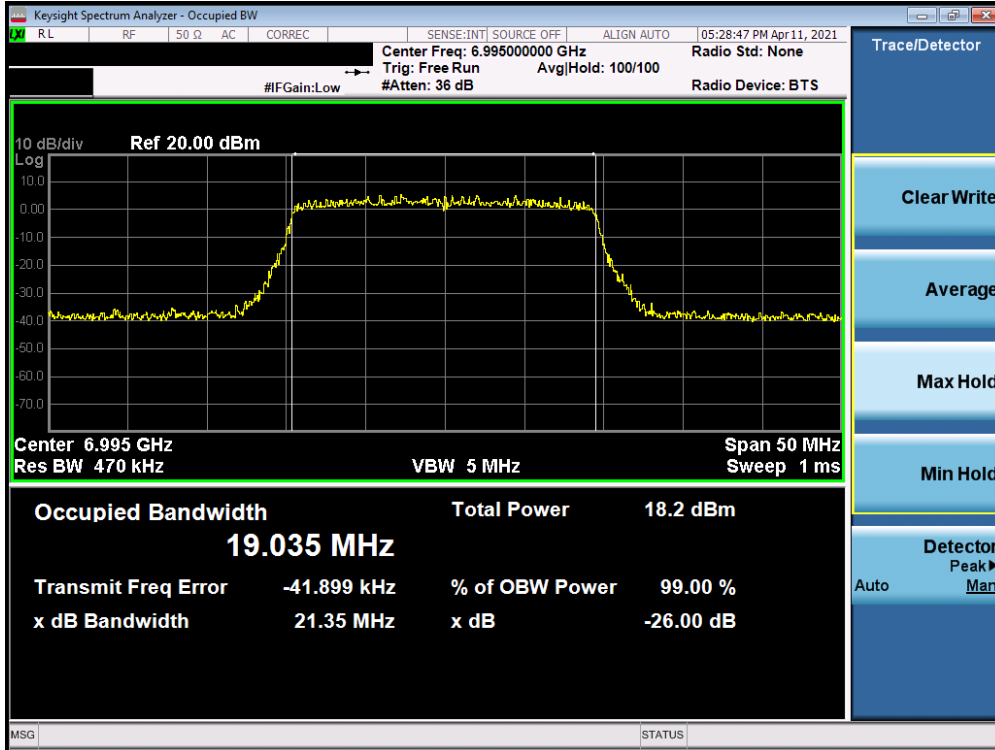 Keysight Spectrum Analyzer - Occupied BW
LXI RL RF 50 Ω AC CORREC SENSE:INT SOURCE OFF ALIGN AUTO 05:28:47 PM Apr 11, 2021
Center Freq: 6.995000000 GHz Radio Std: None
Trig: Free Run Avg|Hold: 100/100
#IFGain:Low #Atten: 36 dB Radio Device: BTS
10 dB/div Ref 20.00 dBm
Log
10.0
0.00
-10.0
-20.0
-30.0
-40.0
-50.0
-60.0
-70.0
Center 6.995 GHz Span 50 MHz
Res BW 470 kHz VBW 5 MHz Sweep 1 ms
Occupied Bandwidth Total Power 18.2 dBm
19.035 MHz
Transmit Freq Error -41.899 kHz % of OBW Power 99.00 %
x dB Bandwidth 21.35 MHz x dB -26.00 dB
MSG STATUS
Trace/Detector
Clear Write
Average
Max Hold
Min Hold
Detector
Peak▶
Auto Man